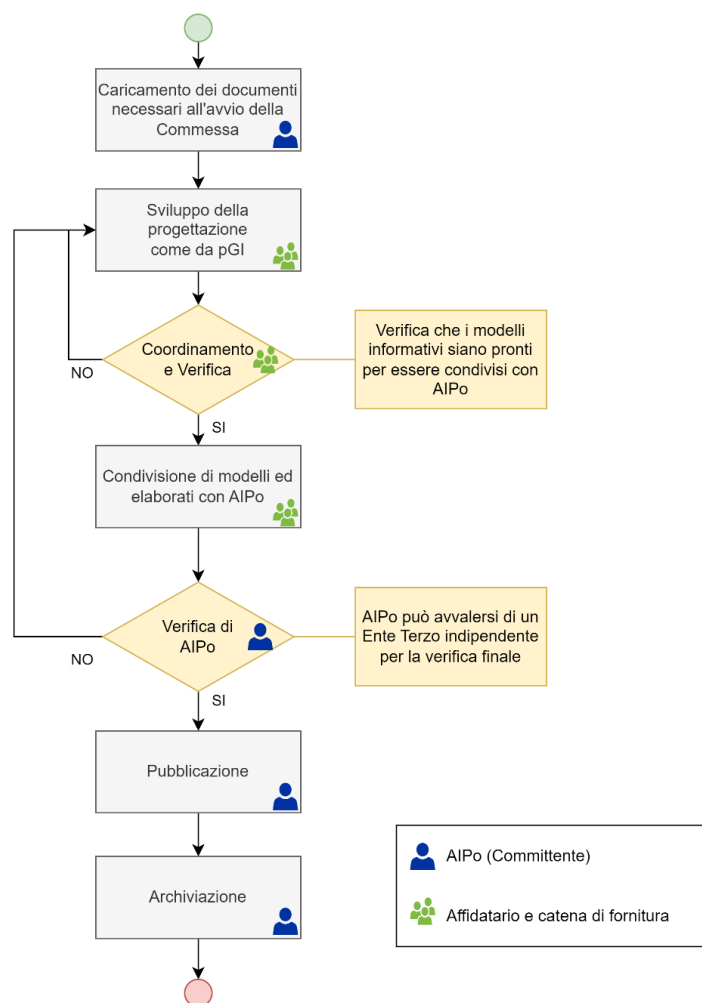 Caricamento dei documenti
necessari all'avvio della
Commessa
Sviluppo della
progettazione
come da pGI
Coordinamento
e Verifica
NO
SI
Verifica che i modelli
informativi siano pronti
per essere condivisi con
AIPo
Condivisione di modelli ed
elaborati con AIPo
Verifica di
AIPo
NO
SI
AIPo può avvalersi di un
Ente Terzo indipendente
per la verifica finale
Pubblicazione
Archiviazione
AIPo (Committente)
Affidatario e catena di fornitura